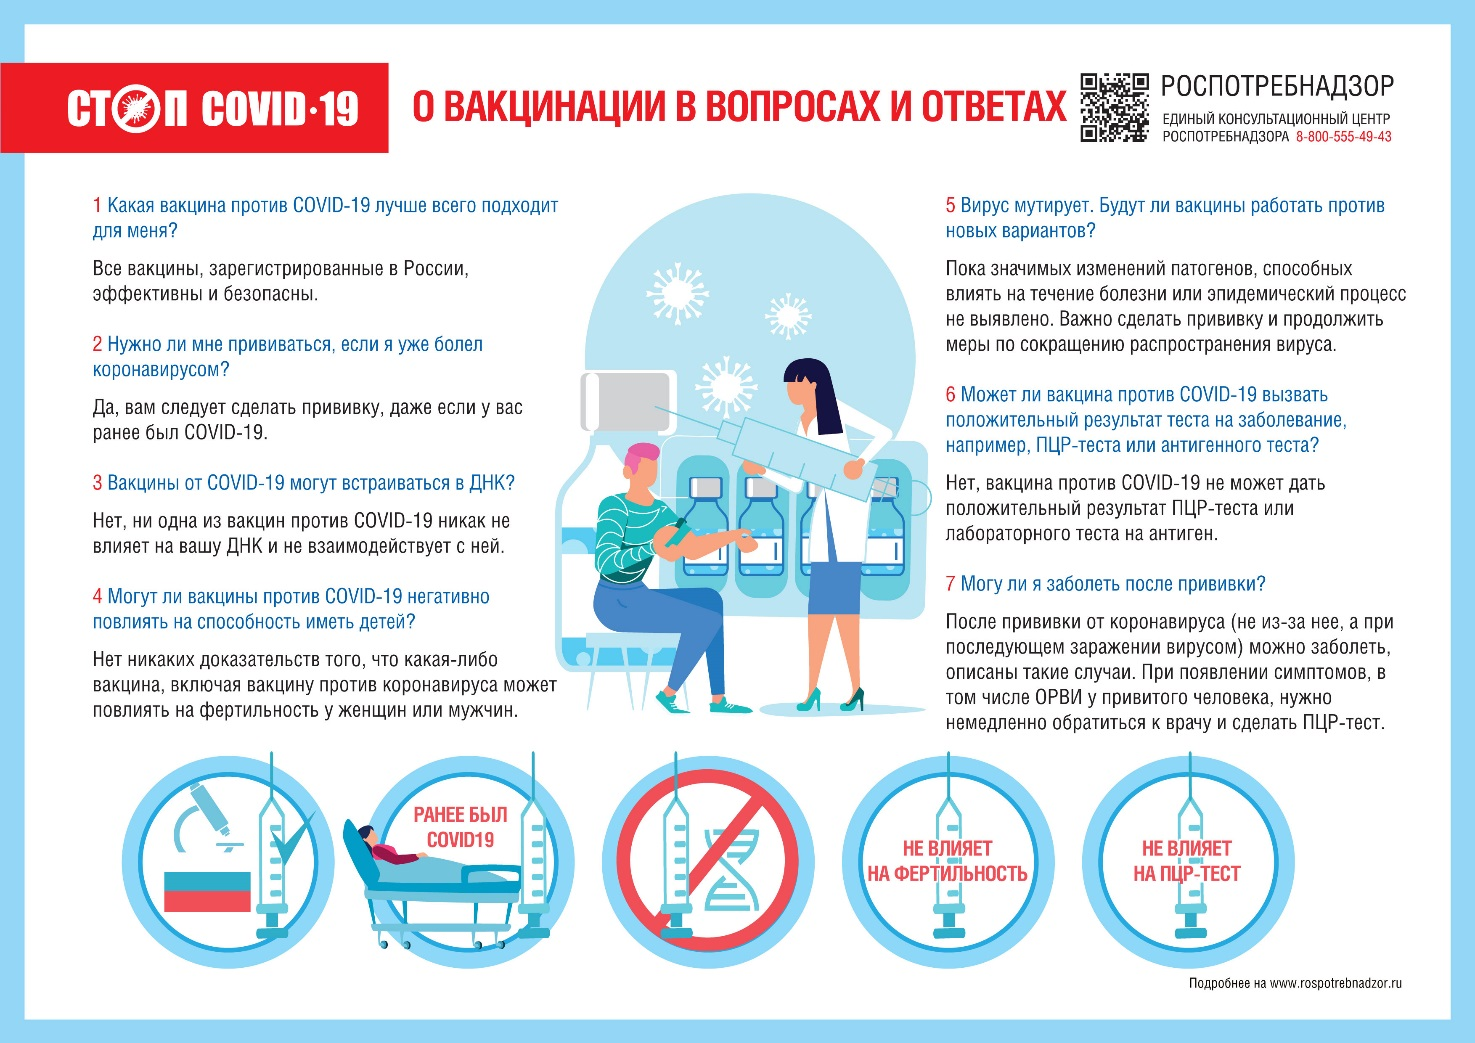 СТОП COVID·19
О ВАКЦИНАЦИИ В ВОПРОСАХ И ОТВЕТАХ
РОСПОТРЕБНАДЗОР
ЕДИНЫЙ КОНСУЛЬТАЦИОННЫЙ ЦЕНТР
РОСПОТРЕБНАДЗОРА 8-800-555-49-43
1 Какая вакцина против COVID-19 лучше всего подходит
для меня?
Все вакцины, зарегистрированные в России,
эффективны и безопасны.
2 Нужно ли мне прививаться, если я уже болел
коронавирусом?
Да, вам следует сделать прививку, даже если у вас
ранее был COVID-19.
3 Вакцины от COVID-19 могут встраиваться в ДНК?
Нет, ни одна из вакцин против COVID-19 никак не
влияет на вашу ДНК и не взаимодействует с ней.
4 Могут ли вакцины против COVID-19 негативно
повлиять на способность иметь детей?
Нет никаких доказательств того, что какая-либо
вакцина, включая вакцину против коронавируса может
повлиять на фертильность у женщин или мужчин.
5 Вирус мутирует. Будут ли вакцины работать против
новых вариантов?
Пока значимых изменений патогенов, способных
влиять на течение болезни или эпидемический процесс
не выявлено. Важно сделать прививку и продолжить
меры по сокращению распространения вируса.
6 Может ли вакцина против COVID-19 вызвать
положительный результат теста на заболевание,
например, ПЦР-теста или антигенного теста?
Нет, вакцина против COVID-19 не может дать
положительный результат ПЦР-теста или
лабораторного теста на антиген.
7 Могу ли я заболеть после прививки?
После прививки от коронавируса (не из-за нее, а при
последующем заражении вирусом) можно заболеть,
описаны такие случаи. При появлении симптомов, в
том числе ОРВИ у привитого человека, нужно
немедленно обратиться к врачу и сделать ПЦР-тест.
РАНЕЕ БЫЛ
COVID19
НЕ ВЛИЯЕТ
НА ФЕРТИЛЬНОСТЬ
НЕ ВЛИЯЕТ
НА ПЦР-ТЕСТ
Подробнее на www.rospotrebnadzor.ru